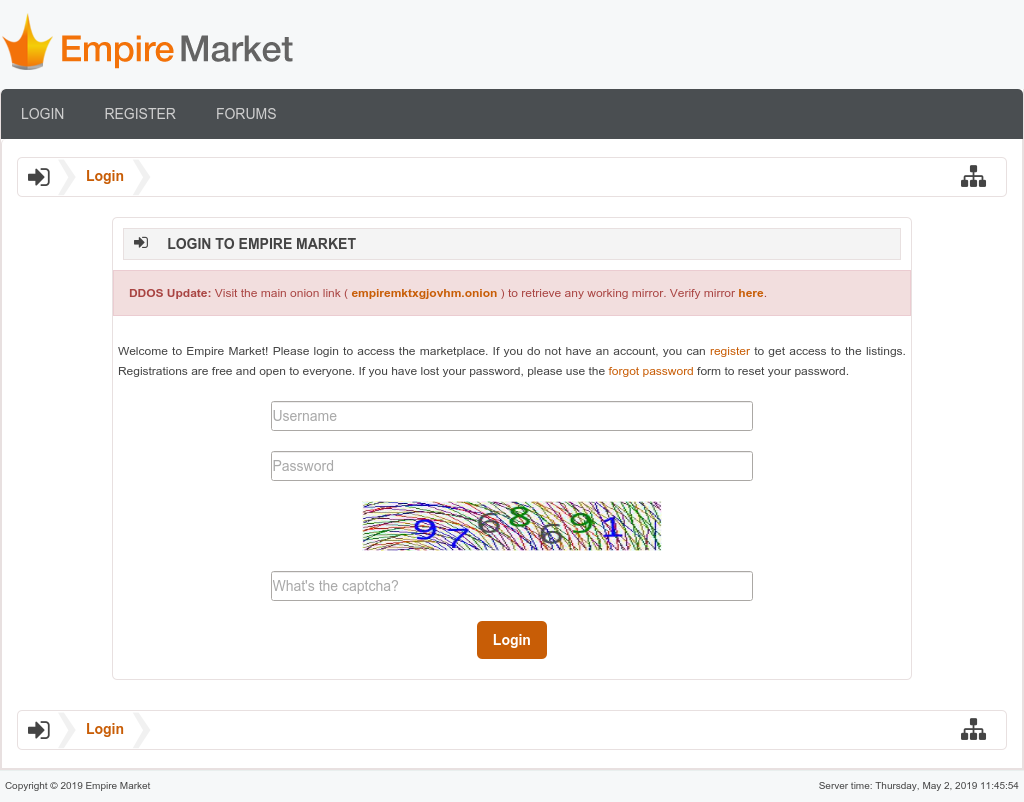 Empire Market
LOGIN REGISTER FORUMS
Login
LOGIN TO EMPIRE MARKET
DDOS Update: Visit the main onion link ( empiremktxgjovhm.onion ) to retrieve any working mirror. Verify mirror here.
Welcome to Empire Market! Please login to access the marketplace. If you do not have an account, you can register to get access to the listings.
Registrations are free and open to everyone. If you have lost your password, please use the forgot password form to reset your password.
Username
Password
9768691
What's the captcha?
Login
Login
Copyright © 2019 Empire Market Server time: Thursday, May 2, 2019 11:45:54